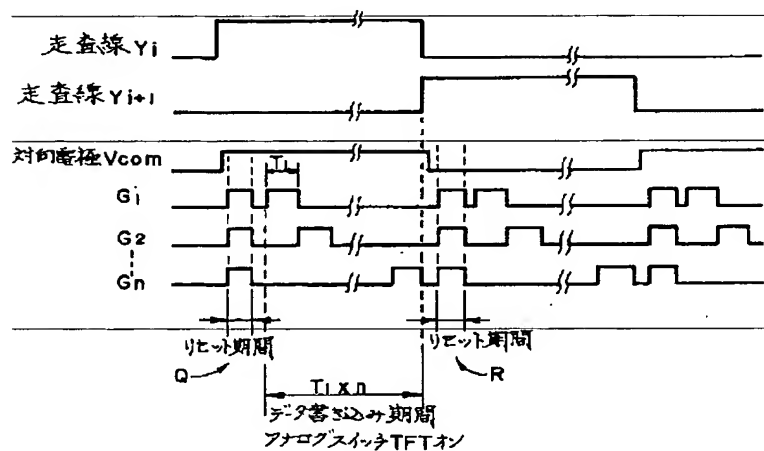 走査線Yi
走査線Yi+1
対向電極Vcom
T1
G1
G2
Gn
リセット期間
リセット期間
Q
R
T1×n
データ書き込み期間
アナログスイッチTFTオン